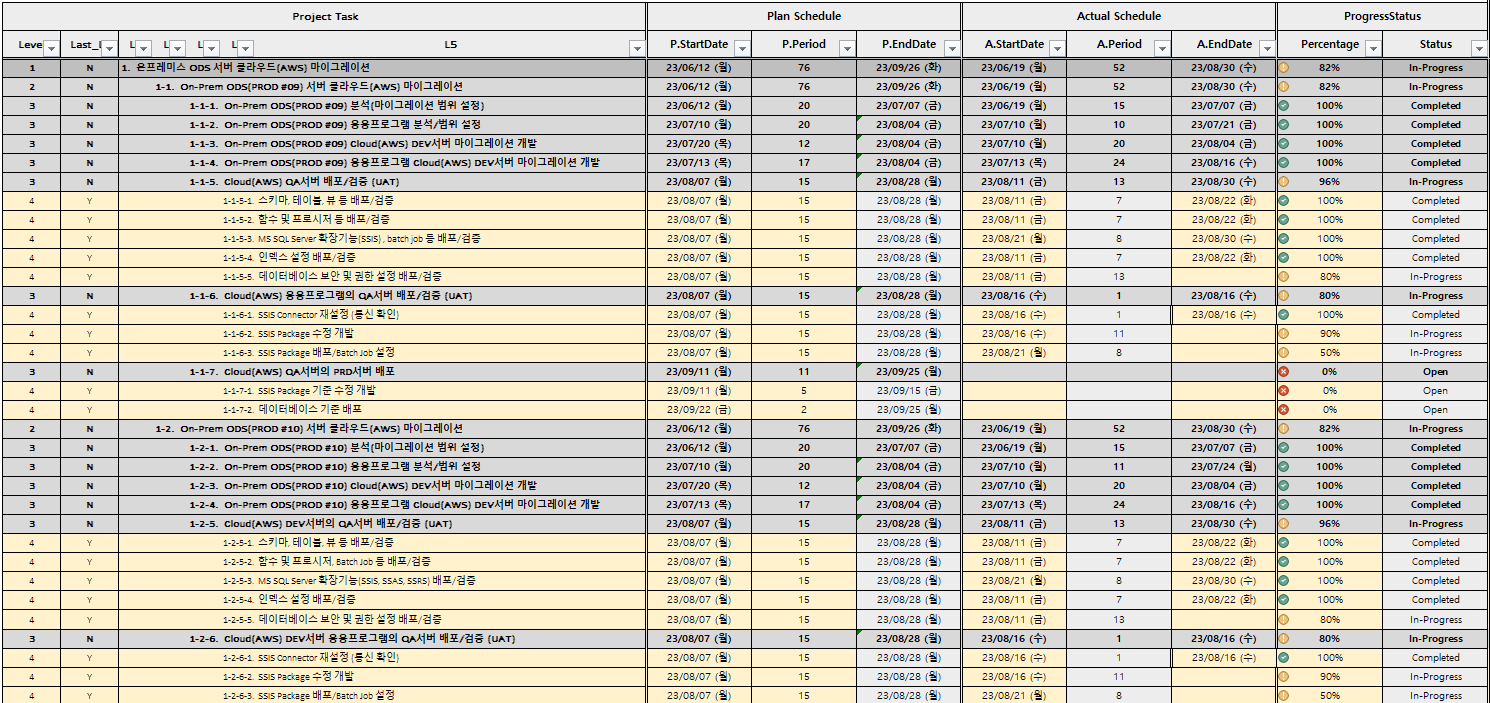 Project Task Plan Schedule Actual Schedule ProgressStatus
Leve Last_l L L L L L5 P.StartDate P.Period P.EndDate A.StartDate A.Period A.EndDate Percentage Status
1 N 1. 온프레미스 ODS 서버 클라우드(AWS) 마이그레이션 23/06/12 (월) 76 23/09/26 (화) 23/06/19 (월) 52 23/08/30 (수) 82% In-Progress
2 N 1-1. On-Prem ODS(PROD #09) 서버 클라우드(AWS) 마이그레이션 23/06/12 (월) 76 23/09/26 (화) 23/06/19 (월) 52 23/08/30 (수) 82% In-Progress
3 N 1-1-1. On-Prem ODS(PROD #09) 분석(마이그레이션 범위 설정) 23/06/12 (월) 20 23/07/07 (금) 23/06/19 (월) 15 23/07/07 (금) 100% Completed
3 N 1-1-2. On-Prem ODS(PROD #09) 응용프로그램 분석/범위 설정 23/07/10 (월) 20 23/08/04 (금) 23/07/10 (월) 10 23/07/21 (금) 100% Completed
3 N 1-1-3. On-Prem ODS(PROD #09) Cloud(AWS) DEV서버 마이그레이션 개발 23/07/20 (목) 12 23/08/04 (금) 23/07/10 (월) 20 23/08/04 (금) 100% Completed
3 N 1-1-4. On-Prem ODS(PROD #09) 응용프로그램 Cloud(AWS) DEV서버 마이그레이션 개발 23/07/13 (목) 17 23/08/04 (금) 23/07/13 (목) 24 23/08/16 (수) 100% Completed
3 N 1-1-5. Cloud(AWS) QA서버 배포/검증 (UAT) 23/08/07 (월) 15 23/08/28 (월) 23/08/11 (금) 13 23/08/30 (수) 96% In-Progress
4 Y 1-1-5-1. 스키마, 테이블, 뷰 등 배포/검증 23/08/07 (월) 15 23/08/28 (월) 23/08/11 (금) 7 23/08/22 (화) 100% Completed
4 Y 1-1-5-2. 함수 및 프로시저 등 배포/검증 23/08/07 (월) 15 23/08/28 (월) 23/08/11 (금) 7 23/08/22 (화) 100% Completed
4 Y 1-1-5-3. MS SQL Server 확장기능(SSIS) , batch job 등 배포/검증 23/08/07 (월) 15 23/08/28 (월) 23/08/21 (월) 8 23/08/30 (수) 100% Completed
4 Y 1-1-5-4. 인덱스 설정 배포/검증 23/08/07 (월) 15 23/08/28 (월) 23/08/11 (금) 7 23/08/22 (화) 100% Completed
4 Y 1-1-5-5. 데이터베이스 보안 및 권한 설정 배포/검증 23/08/07 (월) 15 23/08/28 (월) 23/08/11 (금) 13 80% In-Progress
3 N 1-1-6. Cloud(AWS) 응용프로그램의 QA서버 배포/검증 (UAT) 23/08/07 (월) 15 23/08/28 (월) 23/08/16 (수) 1 23/08/16 (수) 80% In-Progress
4 Y 1-1-6-1. SSIS Connector 재설정 (통신 확인) 23/08/07 (월) 15 23/08/28 (월) 23/08/16 (수) 1 23/08/16 (수) 100% Completed
4 Y 1-1-6-2. SSIS Package 수정 개발 23/08/07 (월) 15 23/08/28 (월) 23/08/16 (수) 11 90% In-Progress
4 Y 1-1-6-3. SSIS Package 배포/Batch Job 설정 23/08/07 (월) 15 23/08/28 (월) 23/08/21 (월) 8 50% In-Progress
3 N 1-1-7. Cloud(AWS) QA서버의 PRD서버 배포 23/09/11 (월) 11 23/09/25 (월) 0% Open
4 Y 1-1-7-1. SSIS Package 기준 수정 개발 23/09/11 (월) 5 23/09/15 (금) 0% Open
4 Y 1-1-7-2. 데이터베이스 기준 배포 23/09/22 (금) 2 23/09/25 (월) 0% Open
2 N 1-2. On-Prem ODS(PROD #10) 서버 클라우드(AWS) 마이그레이션 23/06/12 (월) 76 23/09/26 (화) 23/06/19 (월) 52 23/08/30 (수) 82% In-Progress
3 N 1-2-1. On-Prem ODS(PROD #10) 분석(마이그레이션 범위 설정) 23/06/12 (월) 20 23/07/07 (금) 23/06/19 (월) 15 23/07/07 (금) 100% Completed
3 N 1-2-2. On-Prem ODS(PROD #10) 응용프로그램 분석/범위 설정 23/07/10 (월) 20 23/08/04 (금) 23/07/10 (월) 11 23/07/24 (월) 100% Completed
3 N 1-2-3. On-Prem ODS(PROD #10) Cloud(AWS) DEV서버 마이그레이션 개발 23/07/20 (목) 12 23/08/04 (금) 23/07/10 (월) 20 23/08/04 (금) 100% Completed
3 N 1-2-4. On-Prem ODS(PROD #10) 응용프로그램 Cloud(AWS) DEV서버 마이그레이션 개발 23/07/13 (목) 17 23/08/04 (금) 23/07/13 (목) 24 23/08/16 (수) 100% Completed
3 N 1-2-5. Cloud(AWS) DEV서버의 QA서버 배포/검증 (UAT) 23/08/07 (월) 15 23/08/28 (월) 23/08/11 (금) 13 23/08/30 (수) 96% In-Progress
4 Y 1-2-5-1. 스키마, 테이블, 뷰 등 배포/검증 23/08/07 (월) 15 23/08/28 (월) 23/08/11 (금) 7 23/08/22 (화) 100% Completed
4 Y 1-2-5-2. 함수 및 프로시저, Batch Job 등 배포/검증 23/08/07 (월) 15 23/08/28 (월) 23/08/11 (금) 7 23/08/22 (화) 100% Completed
4 Y 1-2-5-3. MS SQL Server 확장기능(SSIS, SSAS, SSRS) 배포/검증 23/08/07 (월) 15 23/08/28 (월) 23/08/21 (월) 8 23/08/30 (수) 100% Completed
4 Y 1-2-5-4. 인덱스 설정 배포/검증 23/08/07 (월) 15 23/08/28 (월) 23/08/11 (금) 7 23/08/22 (화) 100% Completed
4 Y 1-2-5-5. 데이터베이스 보안 및 권한 설정 배포/검증 23/08/07 (월) 15 23/08/28 (월) 23/08/11 (금) 13 80% In-Progress
3 N 1-2-6. Cloud(AWS) DEV서버 응용프로그램의 QA서버 배포/검증 (UAT) 23/08/07 (월) 15 23/08/28 (월) 23/08/16 (수) 1 23/08/16 (수) 80% In-Progress
4 Y 1-2-6-1. SSIS Connector 재설정 (통신 확인) 23/08/07 (월) 15 23/08/28 (월) 23/08/16 (수) 1 23/08/16 (수) 100% Completed
4 Y 1-2-6-2. SSIS Package 수정 개발 23/08/07 (월) 15 23/08/28 (월) 23/08/16 (수) 11 90% In-Progress
4 Y 1-2-6-3. SSIS Package 배포/Batch Job 설정 23/08/07 (월) 15 23/08/28 (월) 23/08/21 (월) 8 50% In-Progress